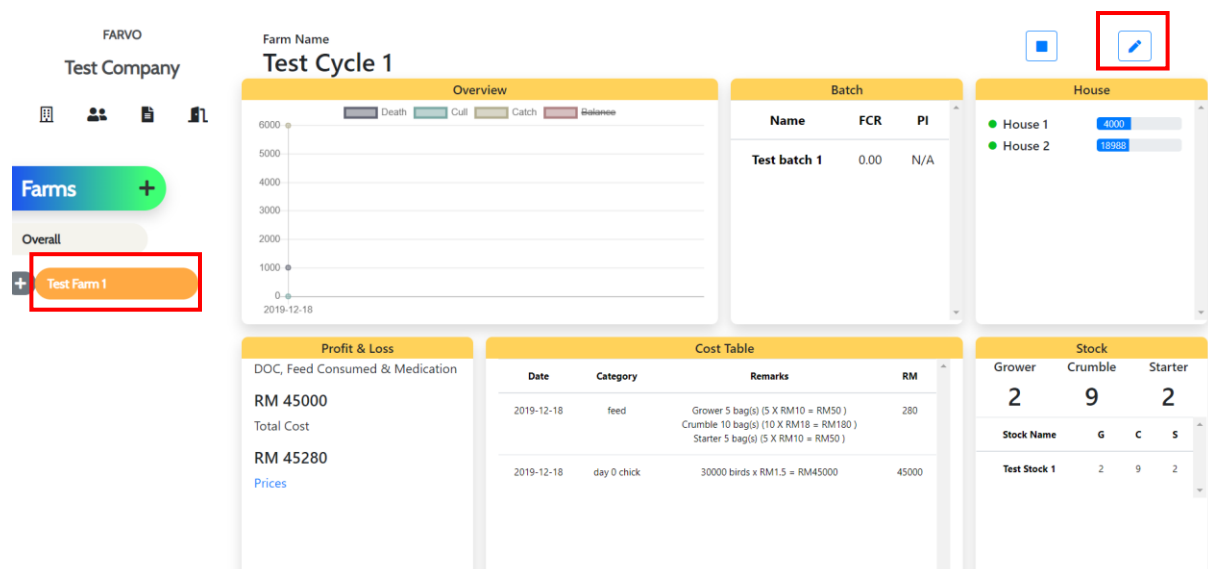 FARVO
Test Company
Farms
Overall
Test Farm 1
Farm Name
Test Cycle 1
Overview
Death Cull Catch Balance
6000
5000
4000
3000
2000
1000
0
2019-12-18
Batch
Name FCR PI
Test batch 1 0.00 N/A
House
House 1 4000
House 2 18988
Profit & Loss
DOC, Feed Consumed & Medication
RM 45000
Total Cost
RM 45280
Prices
Cost Table
Date Category Remarks RM
2019-12-18 feed Grower 5 bag(s) (5 X RM10 = RM50 ) 280
Crumble 10 bag(s) (10 X RM18 = RM180 )
Starter 5 bag(s) (5 X RM10 = RM50 )
2019-12-18 day 0 chick 30000 birds x RM1.5 = RM45000 45000
Stock
Grower Crumble Starter
2 9 2
Stock Name G C S
Test Stock 1 2 9 2